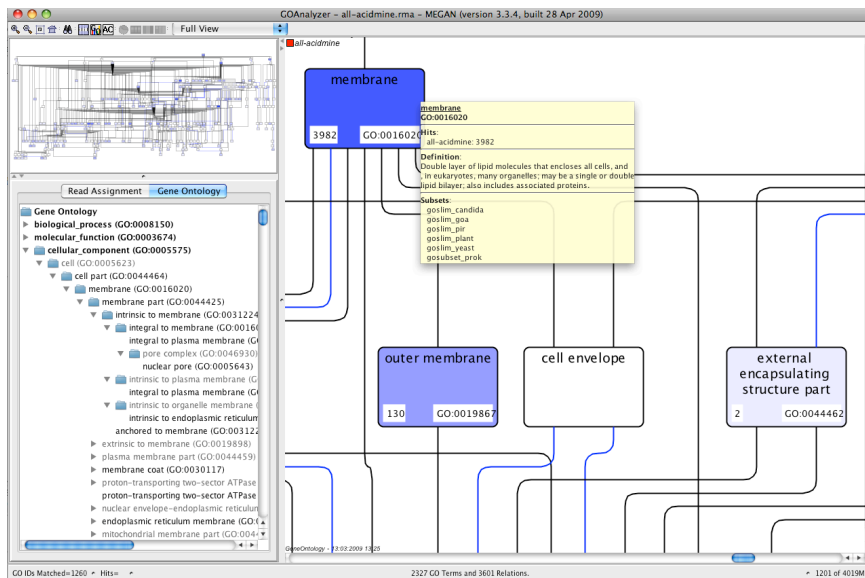 GOAnalyzer - all-acidmine.rma - MEGAN (version 3.3.4, built 28 Apr 2009)
AC
Full View
all-acidmine
membrane
3982
GO:0016020
membrane
GO:0016020
Hits:
all-acidmine: 3982
Definition:
Double layer of lipid molecules that encloses all cells, and
, in eukaryotes, many organelles; may be a single or double
lipid bilayer; also includes associated proteins.
Subsets:
goslim_candida
goslim_goa
goslim_pir
goslim_plant
goslim_yeast
gosubset_prok
Read Assignment
Gene Ontology
Gene Ontology
biological_process (GO:0008150)
molecular_function (GO:0003674)
cellular_component (GO:0005575)
cell (GO:0005623)
cell part (GO:0044464)
membrane (GO:0016020)
membrane part (GO:0044425)
intrinsic to membrane (GO:0031224
integral to membrane (GO:0016
integral to plasma membrane (GO:
pore complex (GO:0046930)
nuclear pore (GO:0005643)
intrinsic to plasma membrane (G
integral to plasma membrane (GO:
intrinsic to organelle membrane (
intrinsic to endoplasmic reticulum
anchored to membrane (GO:003122
extrinsic to membrane (GO:0019898)
plasma membrane part (GO:0044459)
membrane coat (GO:0030117)
proton-transporting two-sector ATPase
proton-transporting two-sector ATPase
nuclear envelope-endoplasmic reticulum
endoplasmic reticulum membrane (GO:
mitochondrial membrane part (GO:004
outer membrane
130
GO:0019867
cell envelope
external
encapsulating
structure part
2
GO:0044462
GeneOntology - 13.03.2009 13:25
GO IDs Matched=1260
Hits=
2327 GO Terms and 3601 Relations.
1201 of 4019M